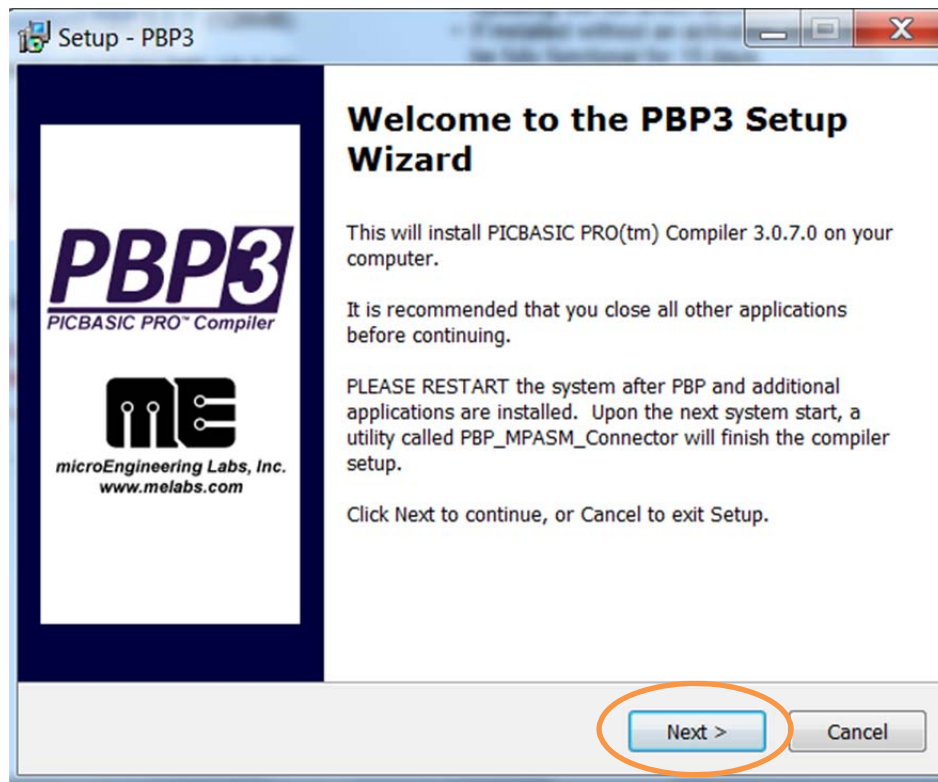 Setup - PBP3
Welcome to the PBP3 Setup
Wizard
PBP3
PICBASIC PRO™ Compiler
microEngineering Labs, Inc.
www.melabs.com
This will install PICBASIC PRO(tm) Compiler 3.0.7.0 on your
computer.
It is recommended that you close all other applications
before continuing.
PLEASE RESTART the system after PBP and additional
applications are installed.  Upon the next system start, a
utility called PBP_MPASM_Connector will finish the compiler
setup.
Click Next to continue, or Cancel to exit Setup.
Next >
Cancel